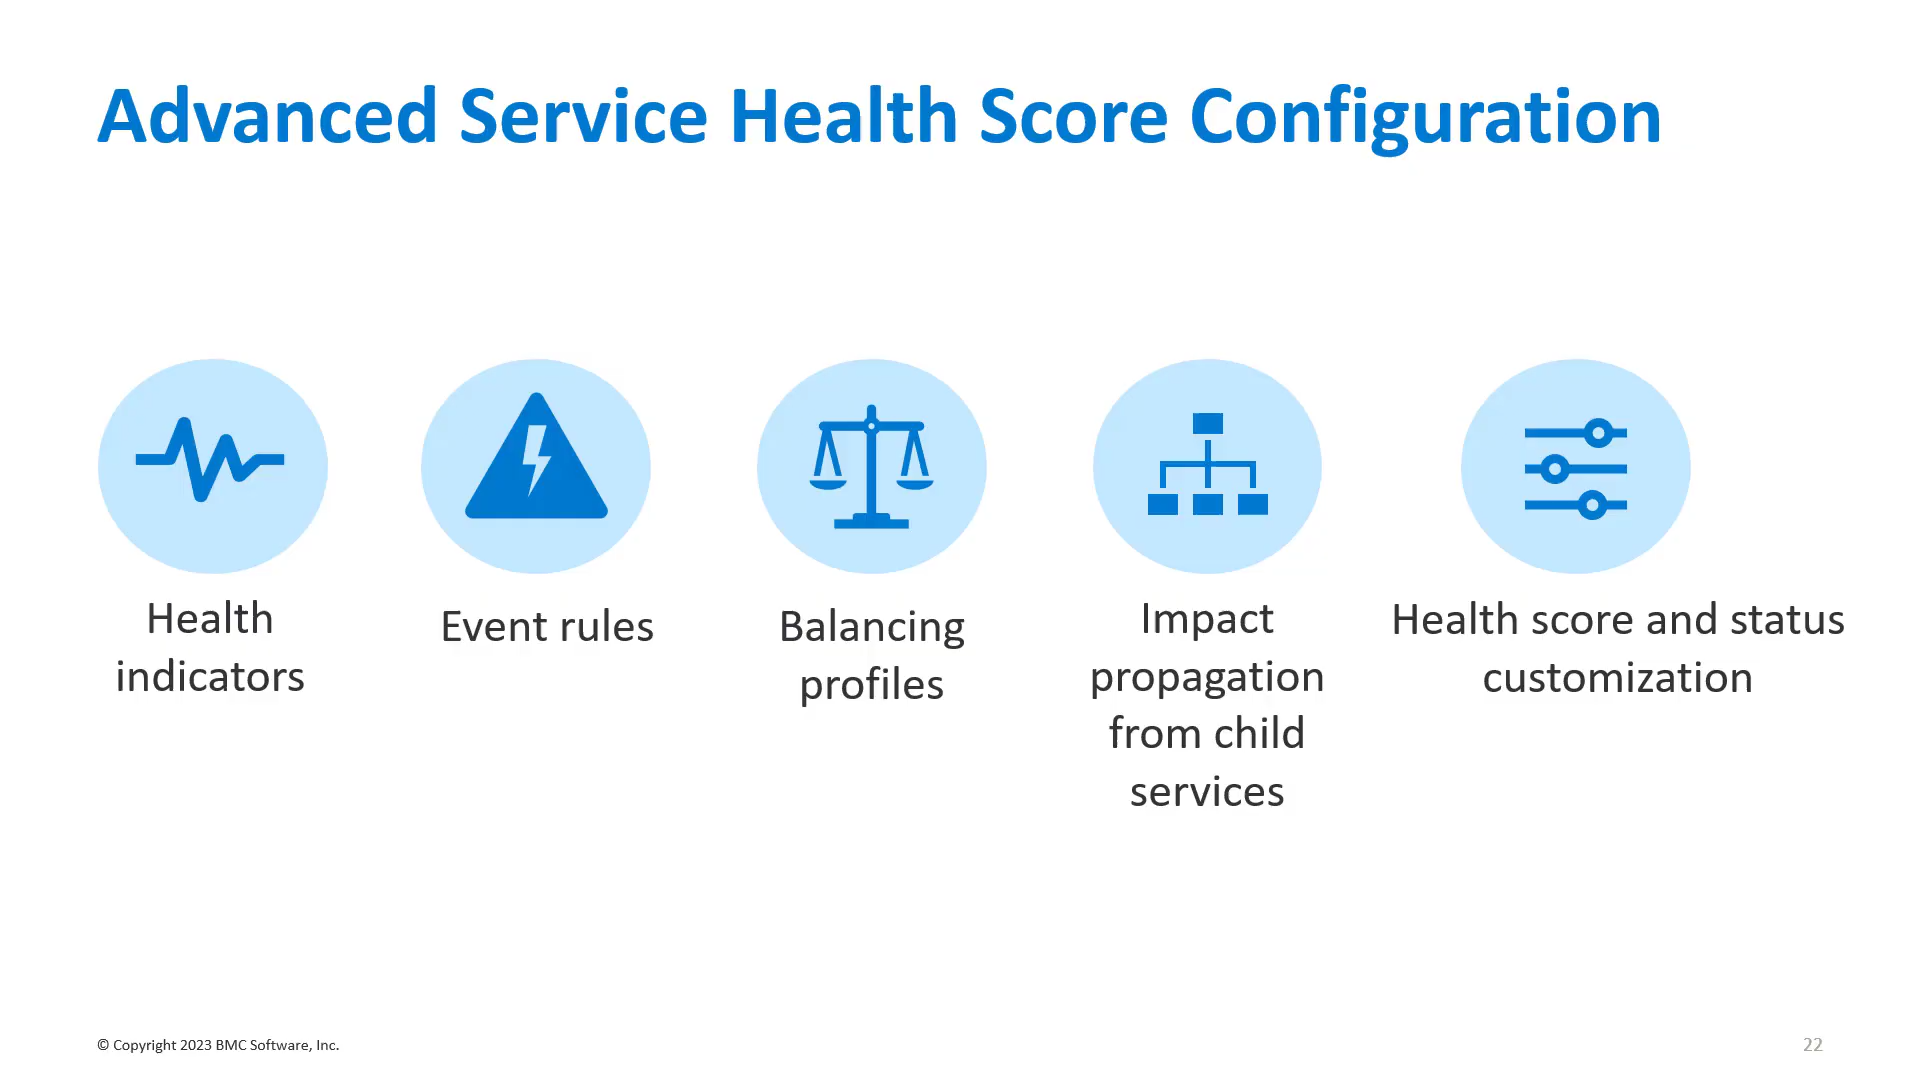 Advanced Service Health Score Configuration
Health
indicators
Event rules
Balancing
profiles
Impact
propagation
from child
services
Health score and status
customization
© Copyright 2023 BMC Software, Inc.
22